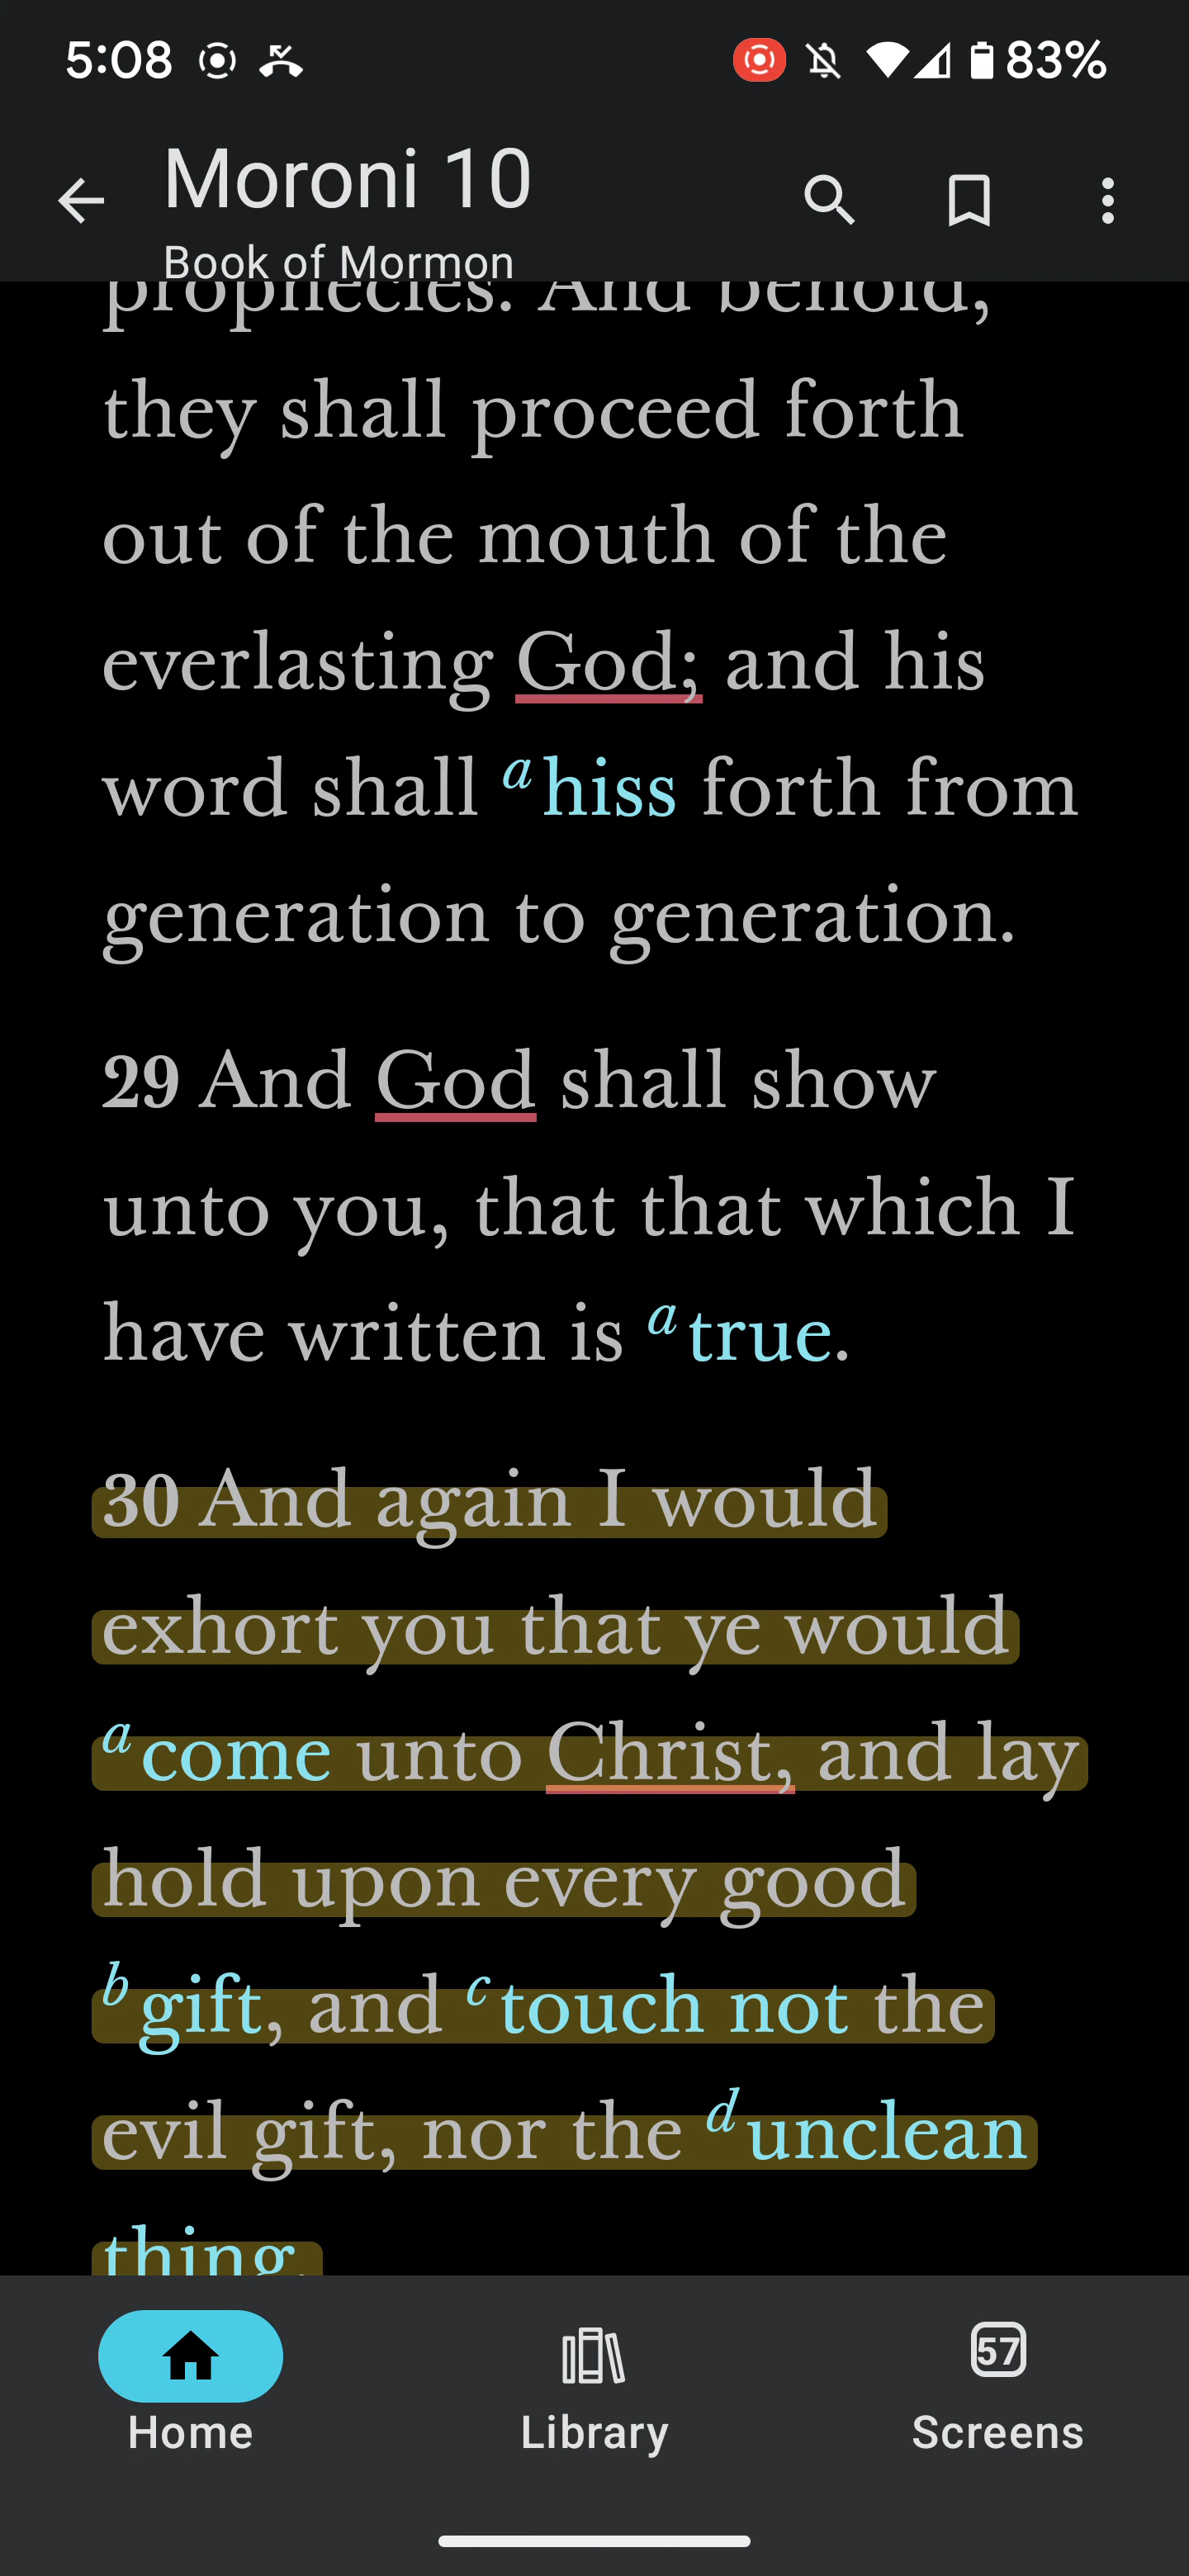 5:08 83%
Moroni 10
Book of Mormon
prophecies. And behold,
they shall proceed forth
out of the mouth of the
everlasting God; and his
word shall a hiss forth from
generation to generation.
29 And God shall show
unto you, that that which I
have written is a true.
30 And again I would
exhort you that ye would
a come unto Christ, and lay
hold upon every good
b gift, and c touch not the
evil gift, nor the d unclean
thing.
57
Home Library Screens